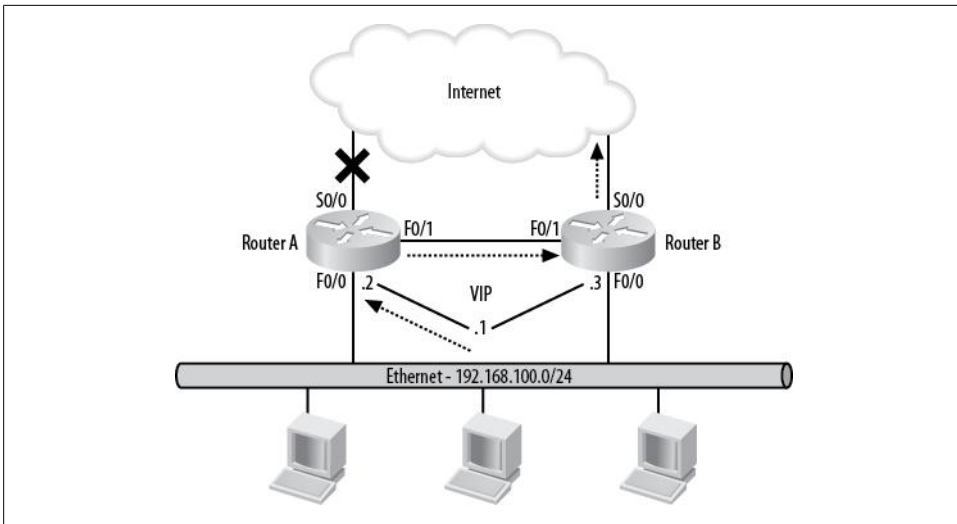 Internet
S0/0
S0/0
F0/1
F0/1
Router A
Router B
F0/0
.2
VIP
.3
F0/0
.1
Ethernet - 192.168.100.0/24